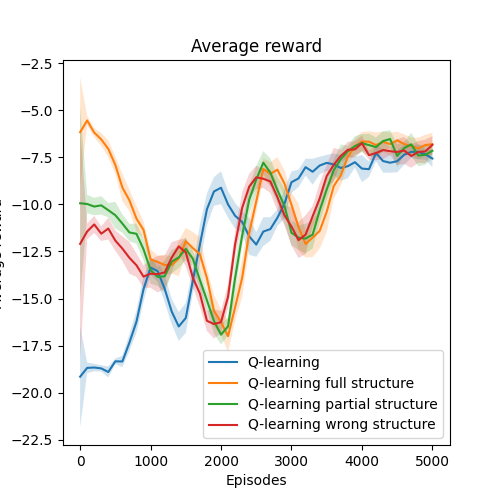 Average reward
−2.5
−5.0
−7.5
−10.0
−12.5
−15.0
−17.5
−20.0
−22.5
0 1000 2000 3000 4000 5000
Episodes
Q-learning
Q-learning full structure
Q-learning partial structure
Q-learning wrong structure